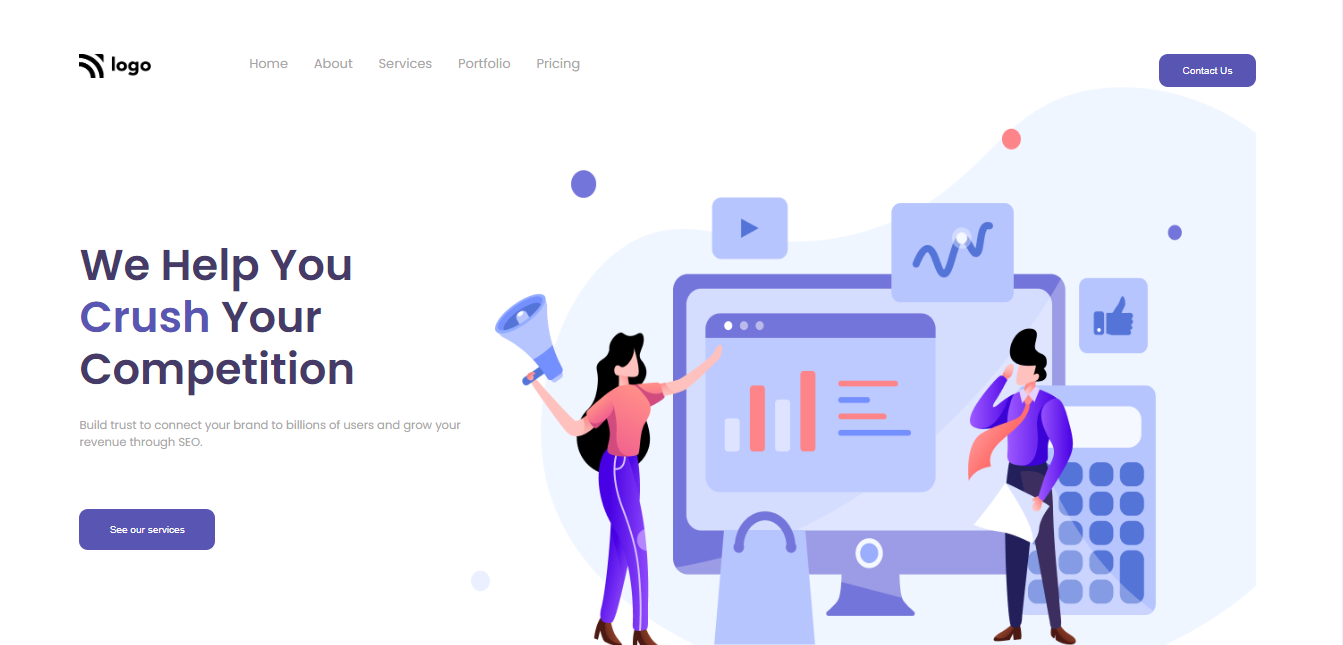 logo
Home About Services Portfolio Pricing
Contact Us
We Help You
Crush Your
Competition
Build trust to connect your brand to billions of users and grow your
revenue through SEO.
See our services